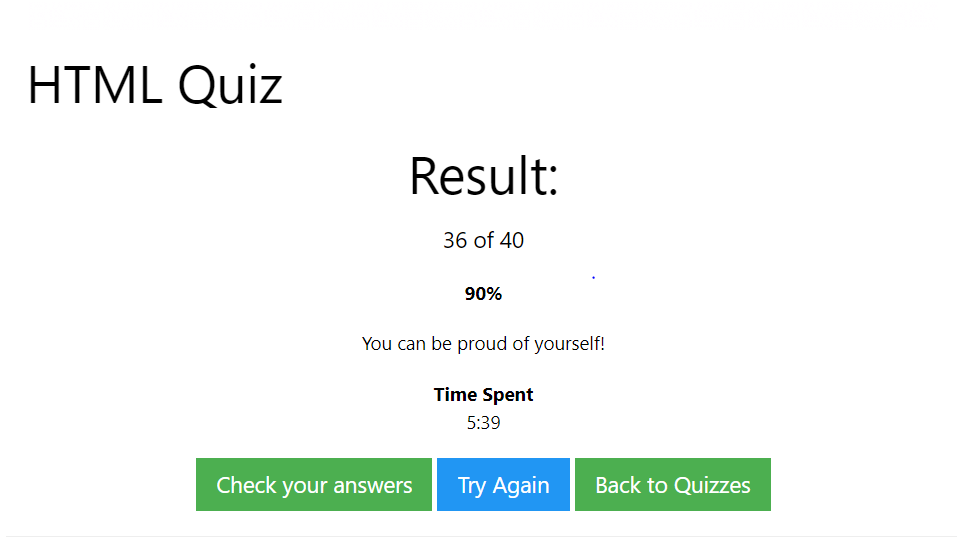 HTML Quiz
Result:
36 of 40
90%
You can be proud of yourself!
Time Spent
5:39
Check your answers Try Again Back to Quizzes